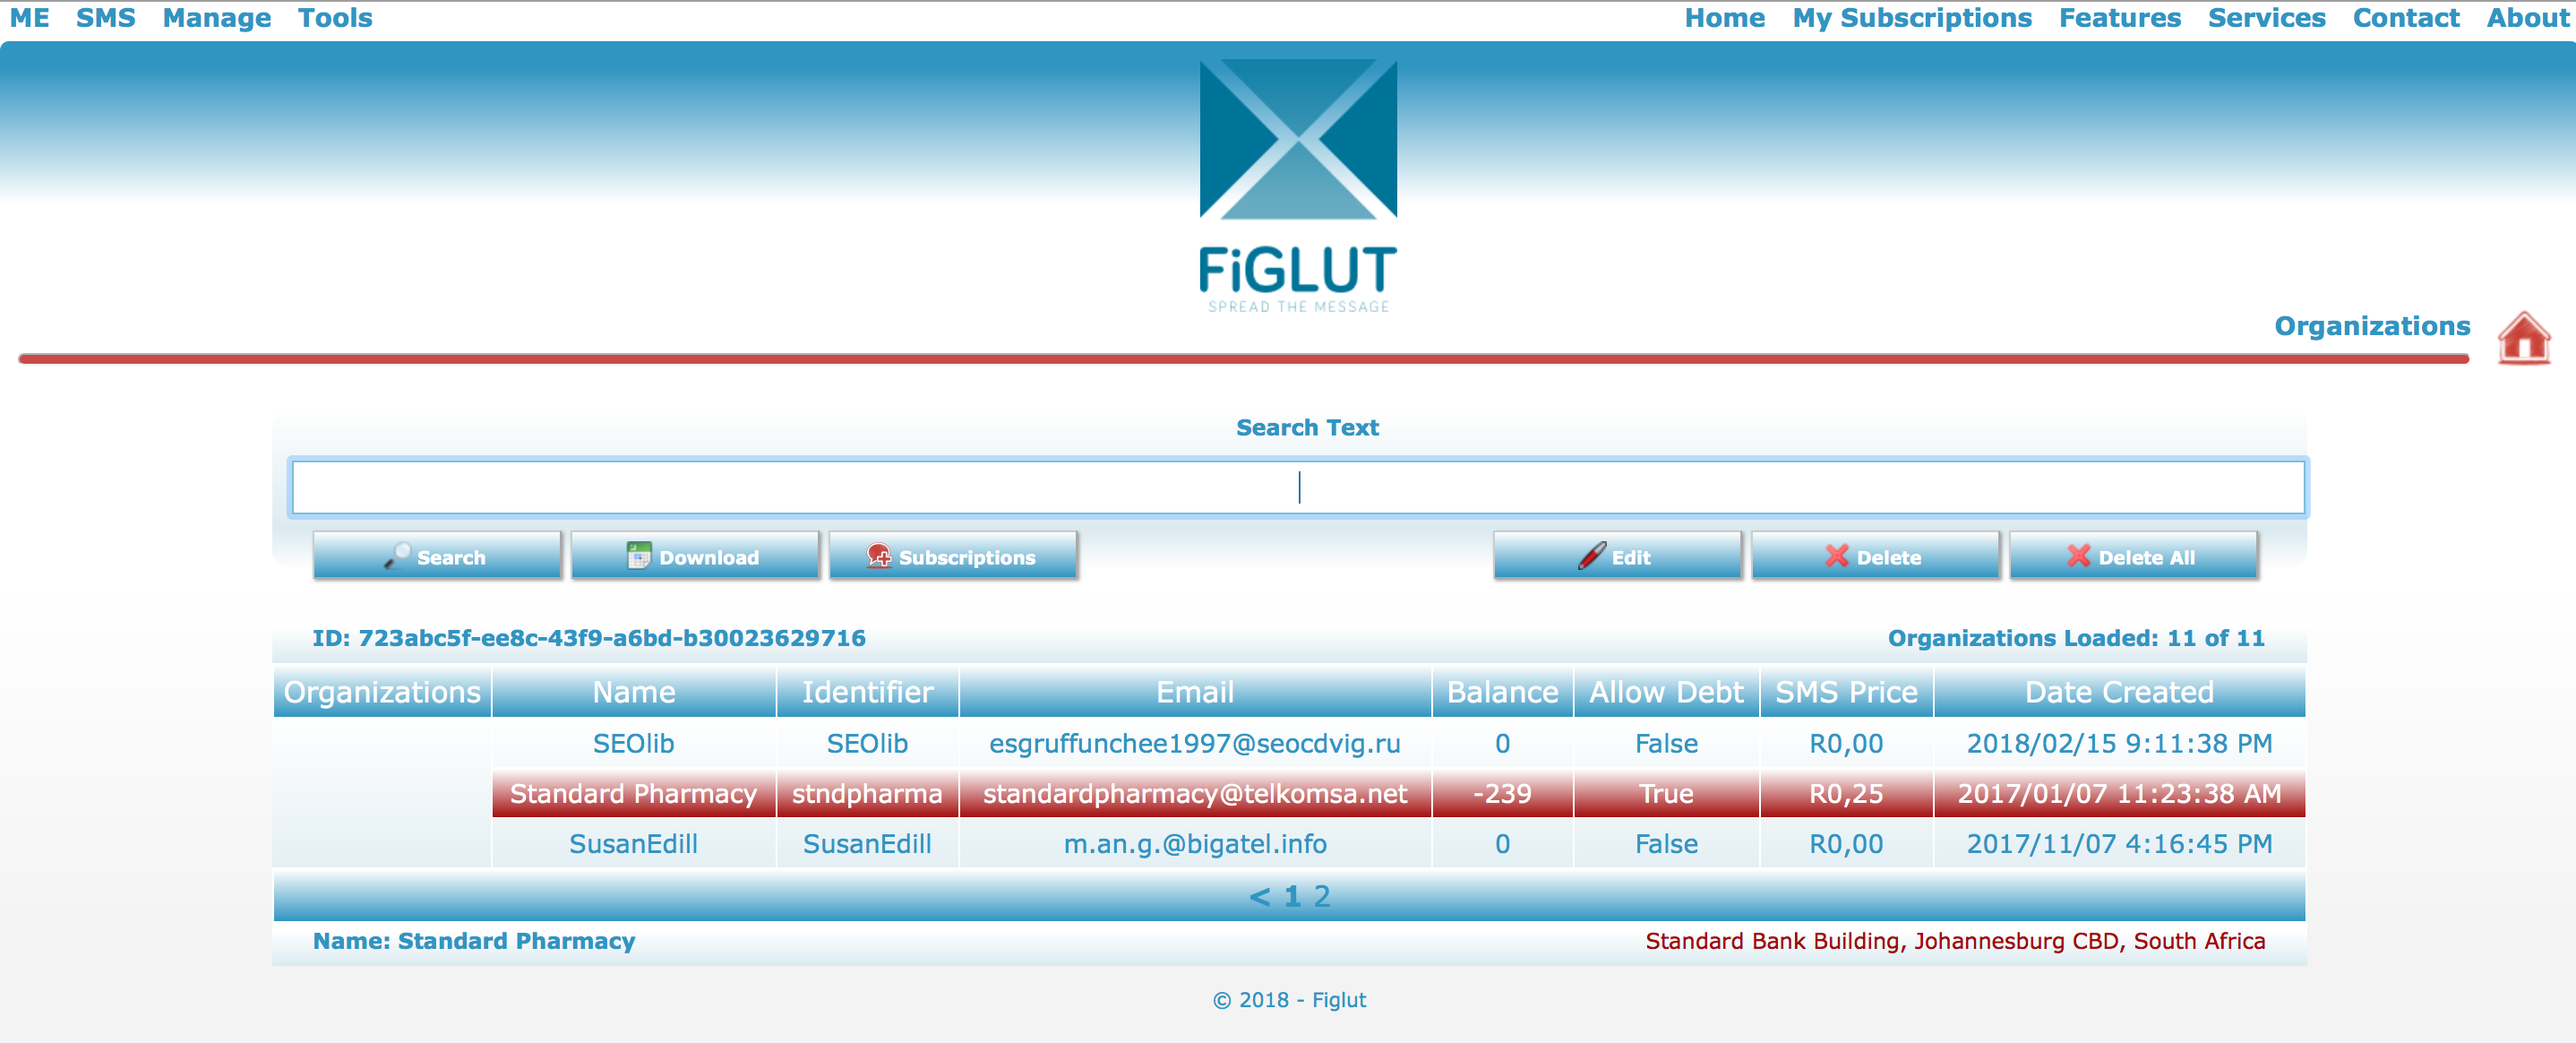 ME SMS Manage Tools Home My Subscriptions Features Services Contact About
FiGLUT
SPREAD THE MESSAGE
Organizations
Search Text
Search Download Subscriptions Edit Delete Delete All
ID: 723abc5f-ee8c-43f9-a6bd-b30023629716 Organizations Loaded: 11 of 11
Organizations Name Identifier Email Balance Allow Debt SMS Price Date Created
SEOlib SEOlib esgruffunchee1997@seocdvig.ru 0 False R0,00 2018/02/15 9:11:38 PM
Standard Pharmacy stndpharma standardpharmacy@telkomsa.net -239 True R0,25 2017/01/07 11:23:38 AM
SusanEdill SusanEdill m.an.g.@bigatel.info 0 False R0,00 2017/11/07 4:16:45 PM
< 1 2
Name: Standard Pharmacy Standard Bank Building, Johannesburg CBD, South Africa
© 2018 - Figlut